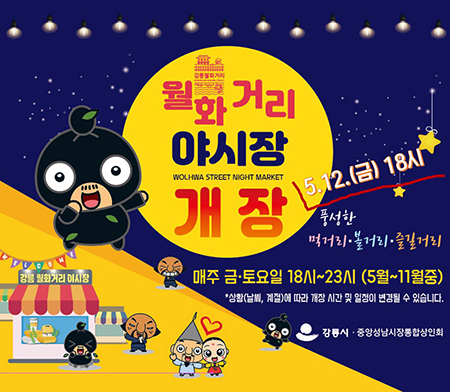 강릉월화거리
월화거리
야시장
WOLHWA STREET NIGHT MARKET
개장
5.12.(금) 18시
풍성한
먹거리·볼거리·즐길거리
강릉 월화거리 야시장
매주 금·토요일 18시~23시 (5월~11월중)
*상황(날씨, 계절)에 따라 개장 시간 및 일정이 변경될 수 있습니다.
강릉시 · 중앙성남시장통합상인회